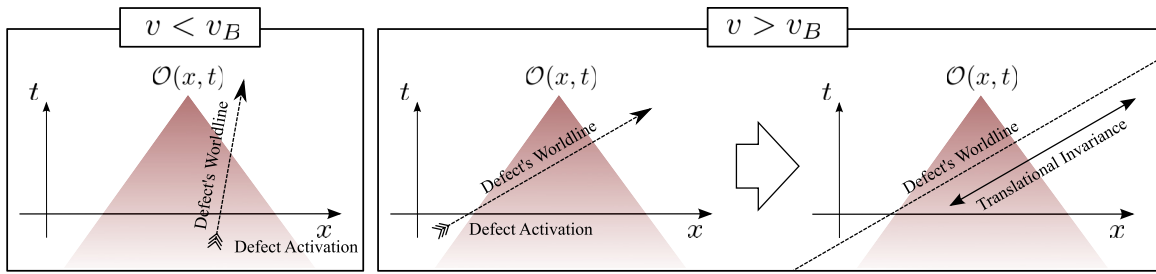 v < v_B
O(x, t)
t
Defect's Worldline
x
Defect Activation
v > v_B
O(x, t)
t
Defect's Worldline
x
Defect Activation
O(x, t)
t
Defect's Worldline
Translational Invariance
x